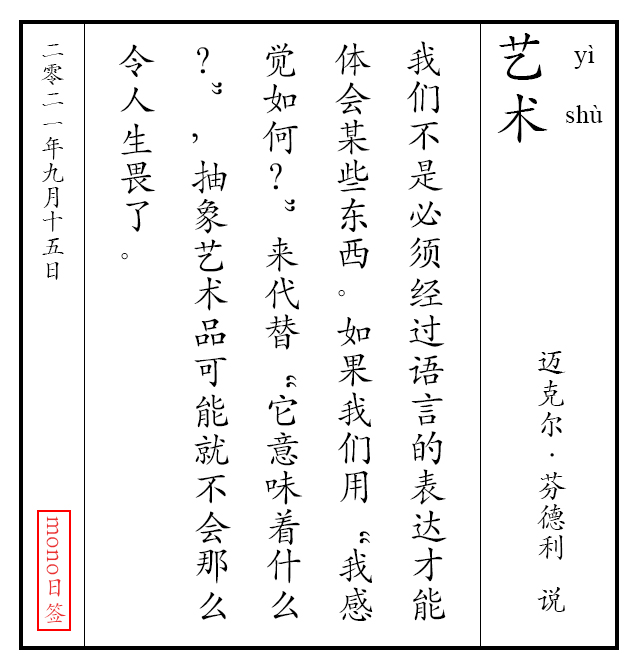 艺术
yì
shù
迈克尔·芬德利 说
我们不是必须经过语言的表达才能
体会某些东西。如果我们用“我感
觉如何?”来代替“它意味着什么
?”,抽象艺术品可能就不会那么
令人生畏了。
二零二一年九月十五日
mono日签